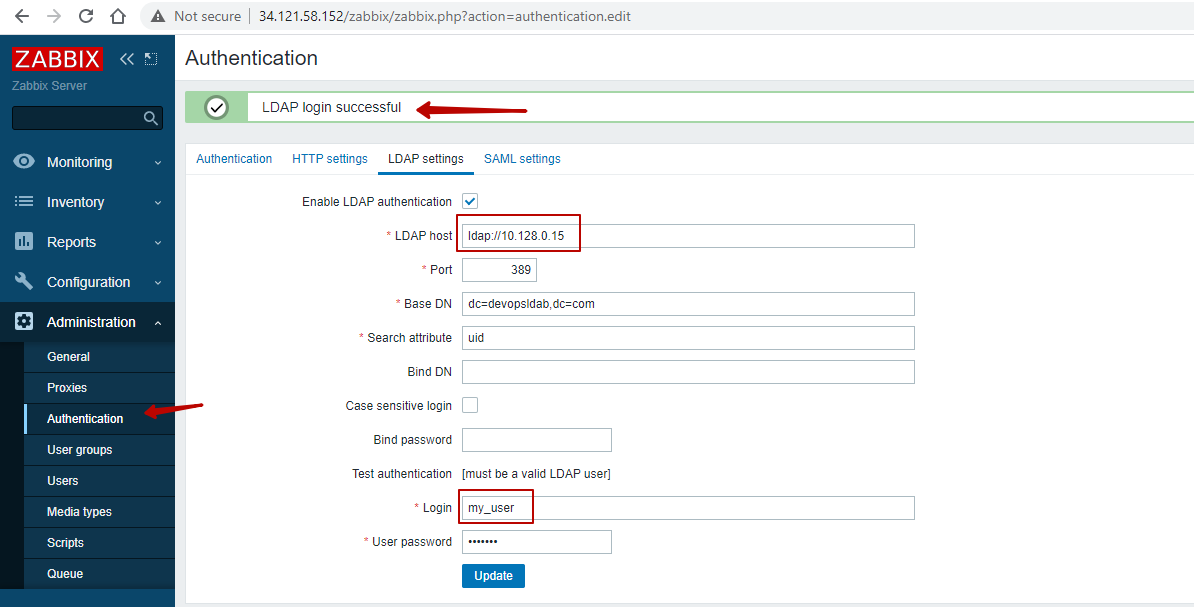 Not secure 34.121.58.152/zabbix/zabbix.php?action=authentication.edit
ZABBIX
Zabbix Server
Monitoring
Inventory
Reports
Configuration
Administration
General
Proxies
Authentication
User groups
Users
Media types
Scripts
Queue
Authentication
LDAP login successful
Authentication HTTP settings LDAP settings SAML settings
Enable LDAP authentication
* LDAP host ldap://10.128.0.15
* Port 389
* Base DN dc=devopsldab,dc=com
* Search attribute uid
Bind DN
Case sensitive login
Bind password
Test authentication [must be a valid LDAP user]
* Login my_user
* User password •••••••
Update